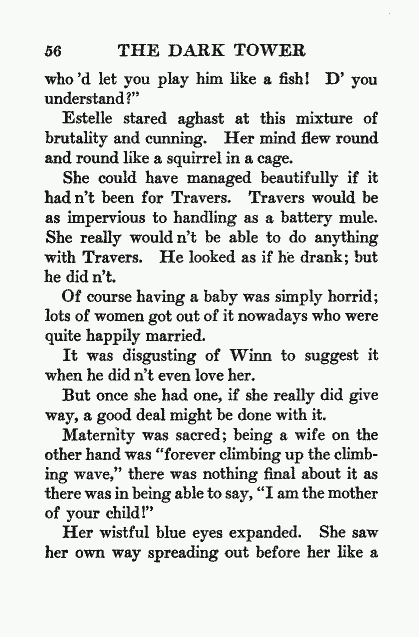 56 THE DARK TOWER
who 'd let you play him like a fish! D' you
understand?"
Estelle stared aghast at this mixture of
brutality and cunning. Her mind flew round
and round like a squirrel in a cage.
She could have managed beautifully if it
had n't been for Travers. Travers would be
as impervious to handling as a battery mule.
She really would n't be able to do anything
with Travers. He looked as if he drank; but
he did n't.
Of course having a baby was simply horrid;
lots of women got out of it nowadays who were
quite happily married.
It was disgusting of Winn to suggest it
when he did n't even love her.
But once she had one, if she really did give
way, a good deal might be done with it.
Maternity was sacred; being a wife on the
other hand was "forever climbing up the climb-
ing wave," there was nothing final about it as
there was in being able to say, "I am the mother
of your child!"
Her wistful blue eyes expanded. She saw
her own way spreading out before her like a